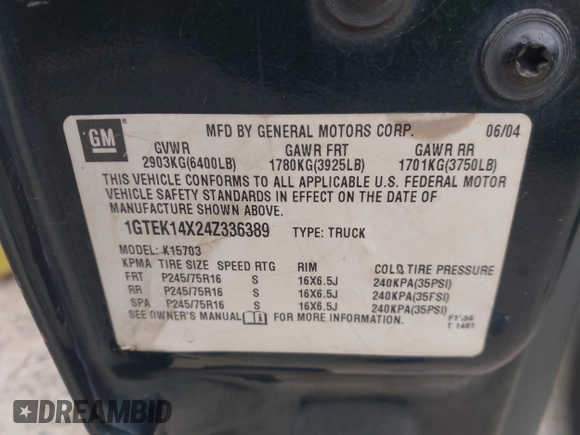 GM
MFD BY GENERAL MOTORS CORP. 06/04
GVWR GAWR FRT GAWR RR
2903KG(6400LB) 1780KG(3925LB) 1701KG(3750LB)
THIS VEHICLE CONFORMS TO ALL APPLICABLE U.S. FEDERAL MOTOR
VEHICLE SAFETY STANDARDS IN EFFECT ON THE DATE OF
MANUFACTURE SHOWN ABOVE.
1GTEK14X24Z336389 TYPE: TRUCK
MODEL: K15703
KPMA TIRE SIZE SPEED RTG RIM COLD TIRE PRESSURE
FRT P245/75R16 S 16X6.5J 240KPA(35PSI)
RR P245/75R16 S 16X6.5J 240KPA(35PSI)
SPA P245/75R16 S 16X6.5J 240KPA(35PSI)
SEE OWNER'S MANUAL FOR MORE INFORMATION.
T 1481
DREAMBID